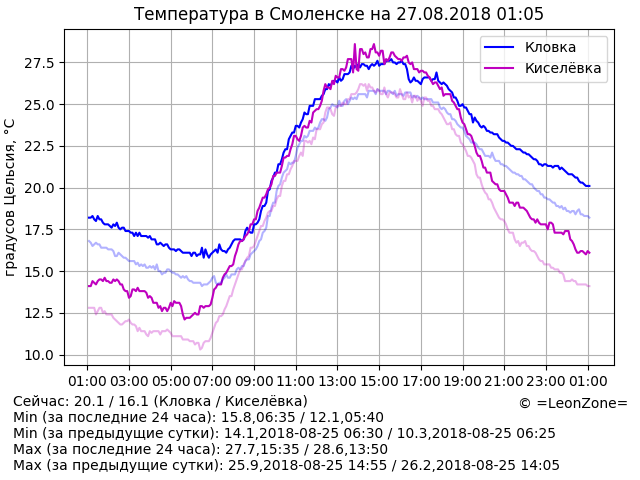 Температура в Смоленске на 27.08.2018 01:05
Кловка
Киселёвка
градусов Цельсия, °C
27.5
25.0
22.5
20.0
17.5
15.0
12.5
10.0
01:00 03:00 05:00 07:00 09:00 11:00 13:00 15:00 17:00 19:00 21:00 23:00 01:00
Сейчас: 20.1 / 16.1 (Кловка / Киселёвка)
© =LeonZone=
Min (за последние 24 часа): 15.8,06:35 / 12.1,05:40
Min (за предыдущие сутки): 14.1,2018-08-25 06:30 / 10.3,2018-08-25 06:25
Max (за последние 24 часа): 27.7,15:35 / 28.6,13:50
Max (за предыдущие сутки): 25.9,2018-08-25 14:55 / 26.2,2018-08-25 14:05